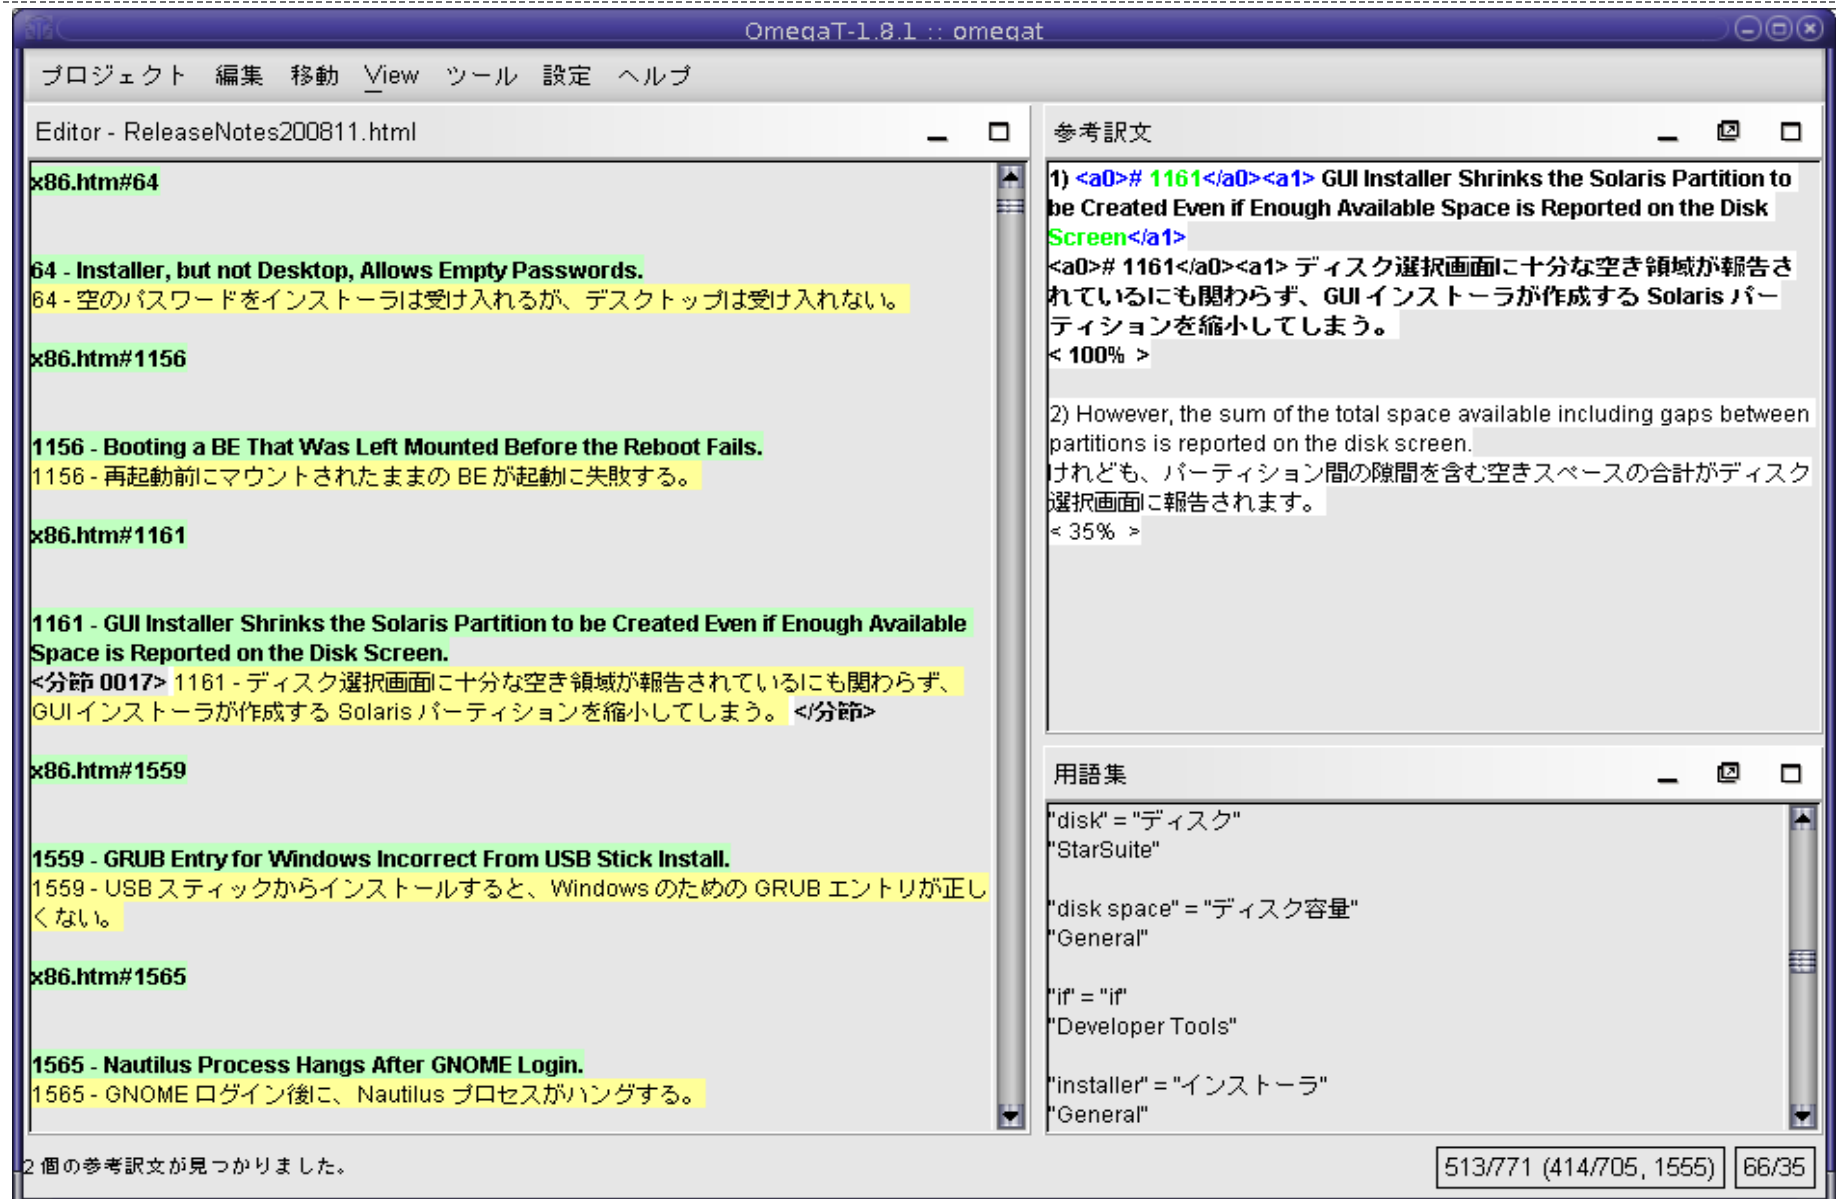 OmegaT-1.8.1 :: omegat
プロジェクト 編集 移動 View ツール 設定 ヘルプ
Editor - ReleaseNotes200811.html
x86.htm#64
64 - Installer, but not Desktop, Allows Empty Passwords.
64 - 空のパスワードをインストーラは受け入れるが、デスクトップは受け入れない。
x86.htm#1156
1156 - Booting a BE That Was Left Mounted Before the Reboot Fails.
1156 - 再起動前にマウントされたままの BE が起動に失敗する。
x86.htm#1161
1161 - GUI Installer Shrinks the Solaris Partition to be Created Even if Enough Available
Space is Reported on the Disk Screen.
<分節 0017> 1161 - ディスク選択画面に十分な空き領域が報告されているにも関わらず、
GUI インストーラが作成する Solaris パーティションを縮小してしまう。 </分節>
x86.htm#1559
1559 - GRUB Entry for Windows Incorrect From USB Stick Install.
1559 - USB スティックからインストールすると、Windows のための GRUB エントリが正し
くない。
x86.htm#1565
1565 - Nautilus Process Hangs After GNOME Login.
1565 - GNOME ログイン後に、Nautilus プロセスがハングする。
参考訳文
1) <a0># 1161</a0><a1> GUI Installer Shrinks the Solaris Partition to
be Created Even if Enough Available Space is Reported on the Disk
Screen</a1>
<a0># 1161</a0><a1> ディスク選択画面に十分な空き領域が報告さ
れているにも関わらず、GUI インストーラが作成する Solaris パー
ティションを縮小してしまう。
< 100% >
2) However, the sum of the total space available including gaps between
partitions is reported on the disk screen.
けれども、パーティション間の隙間を含む空きスペースの合計がディスク
選択画面に報告されます。
< 35% >
用語集
"disk" = "ディスク"
"StarSuite"
"disk space" = "ディスク容量"
"General"
"if" = "if"
"Developer Tools"
"installer" = "インストーラ"
"General"
2 個の参考訳文が見つかりました。
513/771 (414/705, 1555) 66/35